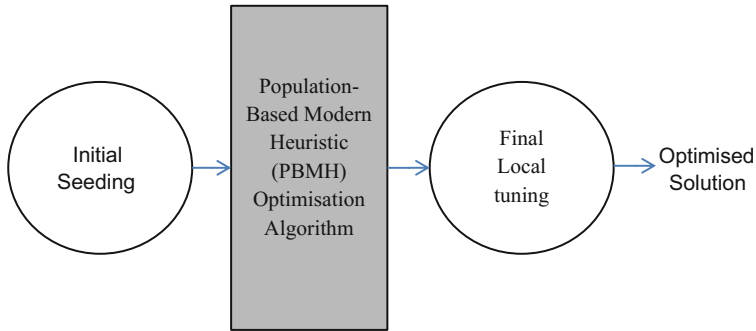 Initial
Seeding
Population-
Based Modern
Heuristic
(PBMH)
Optimisation
Algorithm
Final
Local
tuning
Optimised
Solution